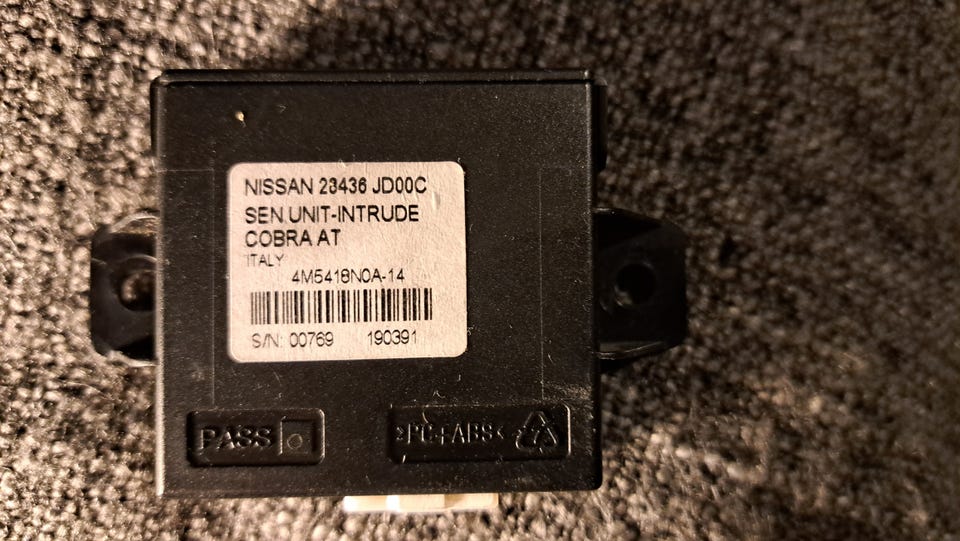 NISSAN 28436 JD00C
SEN.UNIT-INTRUDE
COBRA AT
ITALY
4M5418N0A-14
S/N: 00769 190391
PASS
>PC+ABS<